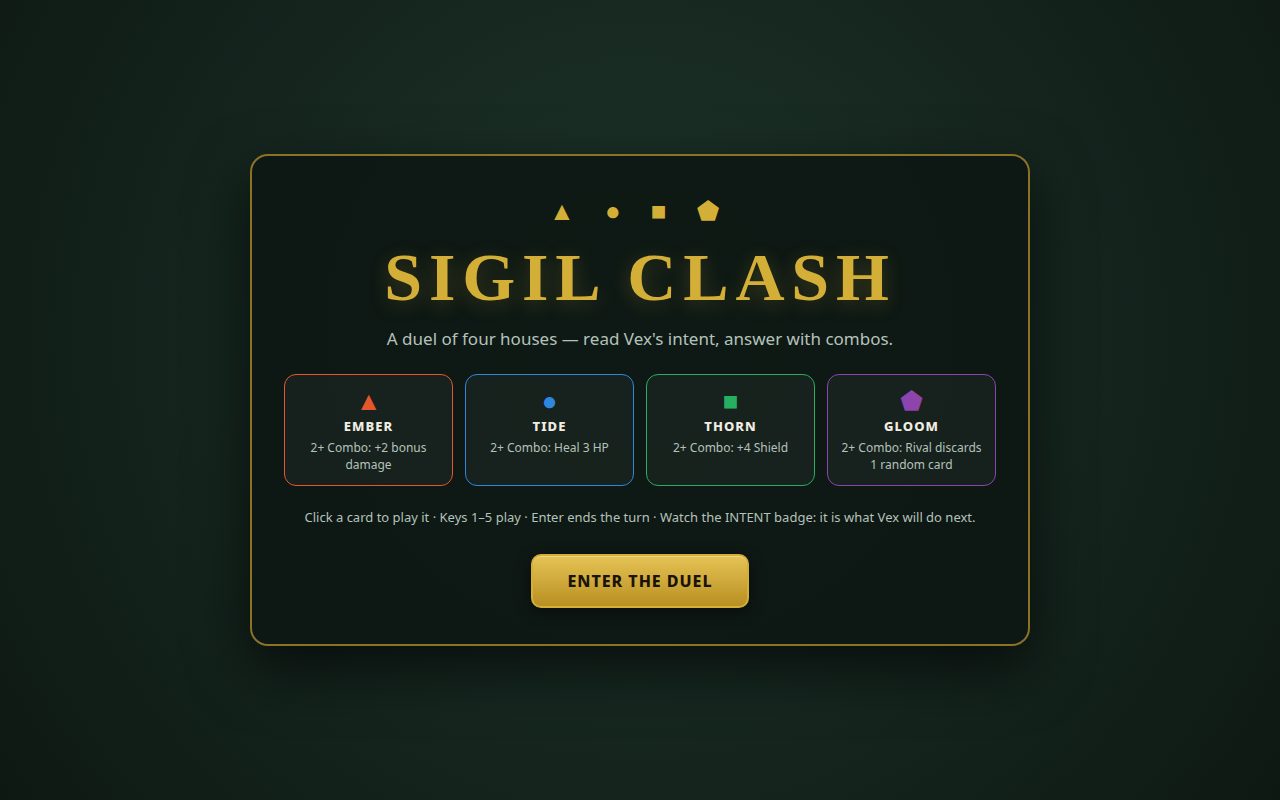 SIGIL CLASH
A duel of four houses — read Vex's intent, answer with combos.
EMBER
2+ Combo: +2 bonus
damage
TIDE
2+ Combo: Heal 3 HP
THORN
2+ Combo: +4 Shield
GLOOM
2+ Combo: Rival discards
1 random card
Click a card to play it · Keys 1–5 play · Enter ends the turn · Watch the INTENT badge: it is what Vex will do next.
ENTER THE DUEL